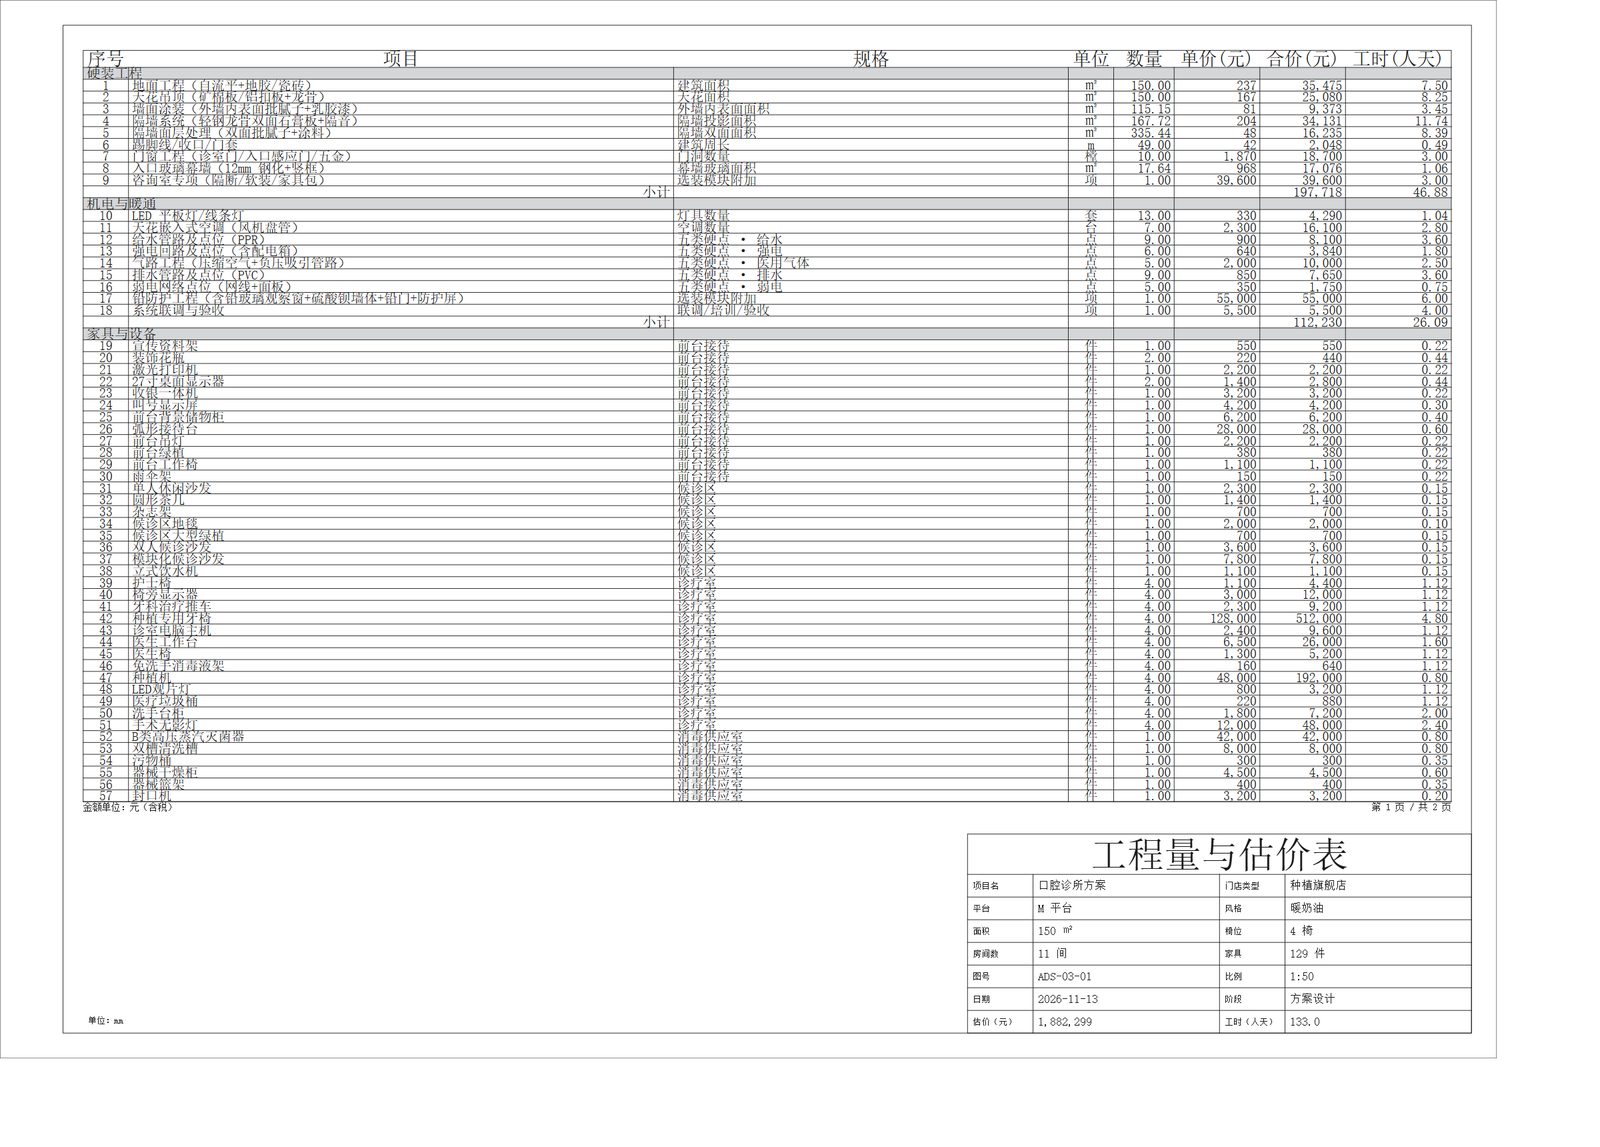 序号 项目 规格 单位 数量 单价(元) 合价(元) 工时(人天)
硬装工程
1 地面工程（自流平+地胶/瓷砖） 建筑面积 m² 150.00 237 35,475 7.50
2 天花吊顶（矿棉板/铝扣板+龙骨） 天花面积 m² 150.00 167 25,080 8.25
3 墙面涂装（外墙内表面批腻子+乳胶漆） 外墙内表面面积 m² 115.15 81 9,373 3.45
4 隔墙系统（轻钢龙骨双面石膏板+隔音） 隔墙投影面积 m² 167.72 204 34,131 11.74
5 隔墙面层处理（双面批腻子+涂料） 隔墙双面面积 m² 335.44 48 16,235 8.39
6 踢脚线/收口/门套 建筑周长 m 49.00 42 2,048 0.49
7 门窗工程（诊室门/入口感应门/五金） 门洞数量 樘 10.00 1,870 18,700 3.00
8 入口玻璃幕墙（12mm 钢化+竖框） 幕墙玻璃面积 m² 17.64 968 17,076 1.06
9 咨询室专项（隔断/软装/家具包） 选装模块附加 项 1.00 39,600 39,600 3.00
小计 197,718 46.88
机电与暖通
10 LED 平板灯/线条灯 灯具数量 套 13.00 330 4,290 1.04
11 天花嵌入式空调（风机盘管） 空调数量 台 7.00 2,300 16,100 2.80
12 给水管路及点位（PPR） 五类硬点 • 给水 点 9.00 900 8,100 3.60
13 强电回路及点位（含配电箱） 五类硬点 • 强电 点 6.00 640 3,840 1.80
14 气路工程（压缩空气+负压吸引管路） 五类硬点 • 医用气体 点 5.00 2,000 10,000 2.50
15 排水管路及点位（PVC） 五类硬点 • 排水 点 9.00 850 7,650 3.60
16 弱电网络点位（网线+面板） 五类硬点 • 弱电 点 5.00 350 1,750 0.75
17 铅防护工程（含铅玻璃观察窗+硫酸钡墙体+铅门+防护屏） 选装模块附加 项 1.00 55,000 55,000 6.00
18 系统联调与验收 联调/培训/验收 项 1.00 5,500 5,500 4.00
小计 112,230 26.09
家具与设备
19 宣传资料架 前台接待 件 1.00 550 550 0.22
20 装饰花瓶 前台接待 件 2.00 220 440 0.44
21 激光打印机 前台接待 件 1.00 2,200 2,200 0.22
22 27寸桌面显示器 前台接待 件 2.00 1,400 2,800 0.44
23 收银一体机 前台接待 件 1.00 3,200 3,200 0.22
24 叫号显示屏 前台接待 件 1.00 4,200 4,200 0.30
25 前台背景储物柜 前台接待 件 1.00 6,200 6,200 0.40
26 弧形接待台 前台接待 件 1.00 28,000 28,000 0.60
27 前台吊灯 前台接待 件 1.00 2,200 2,200 0.22
28 前台绿植 前台接待 件 1.00 380 380 0.22
29 前台工作椅 前台接待 件 1.00 1,100 1,100 0.22
30 雨伞架 前台接待 件 1.00 150 150 0.22
31 单人休闲沙发 候诊区 件 1.00 2,300 2,300 0.15
32 圆形茶几 候诊区 件 1.00 1,400 1,400 0.15
33 杂志架 候诊区 件 1.00 700 700 0.15
34 候诊区地毯 候诊区 件 1.00 2,000 2,000 0.10
35 候诊区大型绿植 候诊区 件 1.00 700 700 0.15
36 双人候诊沙发 候诊区 件 1.00 3,600 3,600 0.15
37 模块化候诊沙发 候诊区 件 1.00 7,800 7,800 0.15
38 立式饮水机 候诊区 件 1.00 1,100 1,100 0.15
39 护士椅 诊疗室 件 4.00 1,100 4,400 1.12
40 椅旁显示器 诊疗室 件 4.00 3,000 12,000 1.12
41 牙科治疗推车 诊疗室 件 4.00 2,300 9,200 1.12
42 种植专用牙椅 诊疗室 件 4.00 128,000 512,000 4.80
43 诊室电脑主机 诊疗室 件 4.00 2,400 9,600 1.12
44 医生工作台 诊疗室 件 4.00 6,500 26,000 1.60
45 医生椅 诊疗室 件 4.00 1,300 5,200 1.12
46 免洗手消毒液架 诊疗室 件 4.00 160 640 1.12
47 种植机 诊疗室 件 4.00 48,000 192,000 0.80
48 LED观片灯 诊疗室 件 4.00 800 3,200 1.12
49 医疗垃圾桶 诊疗室 件 4.00 220 880 1.12
50 洗手台柜 诊疗室 件 4.00 1,800 7,200 2.00
51 手术无影灯 诊疗室 件 4.00 12,000 48,000 2.40
52 B类高压蒸汽灭菌器 消毒供应室 件 1.00 42,000 42,000 0.80
53 双槽清洗槽 消毒供应室 件 1.00 8,000 8,000 0.80
54 污物桶 消毒供应室 件 1.00 300 300 0.35
55 器械干燥柜 消毒供应室 件 1.00 4,500 4,500 0.60
56 器械篮架 消毒供应室 件 1.00 400 400 0.35
57 封口机 消毒供应室 件 1.00 3,200 3,200 0.20
金额单位：元（含税） 第 1 页 / 共 2 页
工程量与估价表
项目名 口腔诊所方案 门店类型 种植旗舰店
平台 M 平台 风格 暖奶油
面积 150 m² 椅位 4 椅
房间数 11 间 家具 129 件
图号 ADS-03-01 比例 1:50
日期 2026-11-13 阶段 方案设计
估价（元） 1,882,299 工时（人天） 133.0
单位：mm